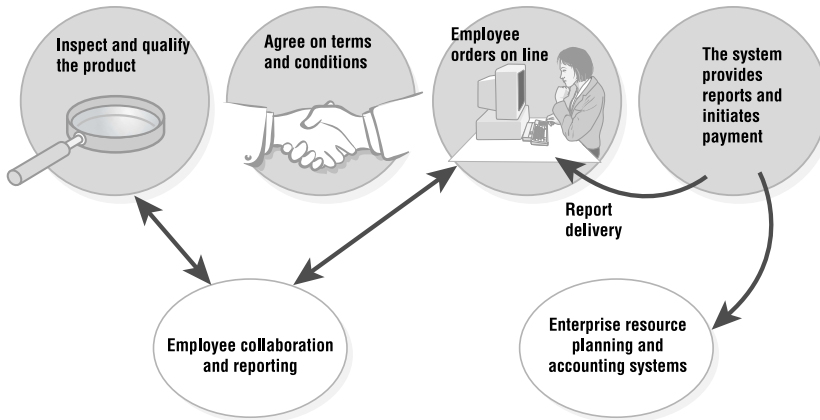 Inspect and qualify
the product
Agree on terms
and conditions
Employee
orders on line
The system
provides
reports and
initiates
payment
Report
delivery
Employee collaboration
and reporting
Enterprise resource
planning and
accounting systems